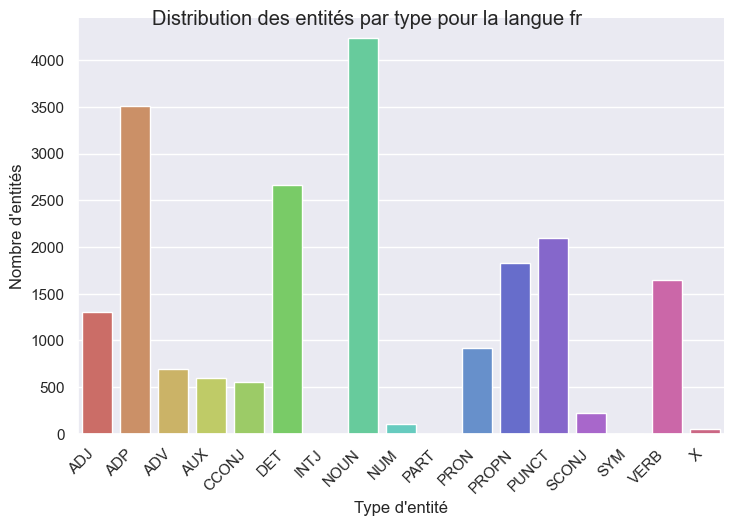 Distribution des entités par type pour la langue fr
Nombre d'entités
4000
3500
3000
2500
2000
1500
1000
500
0
ADJ
ADP
ADV
AUX
CCONJ
DET
INTJ
NOUN
NUM
PART
PRON
PROPN
PUNCT
SCONJ
SYM
VERB
X
Type d'entité